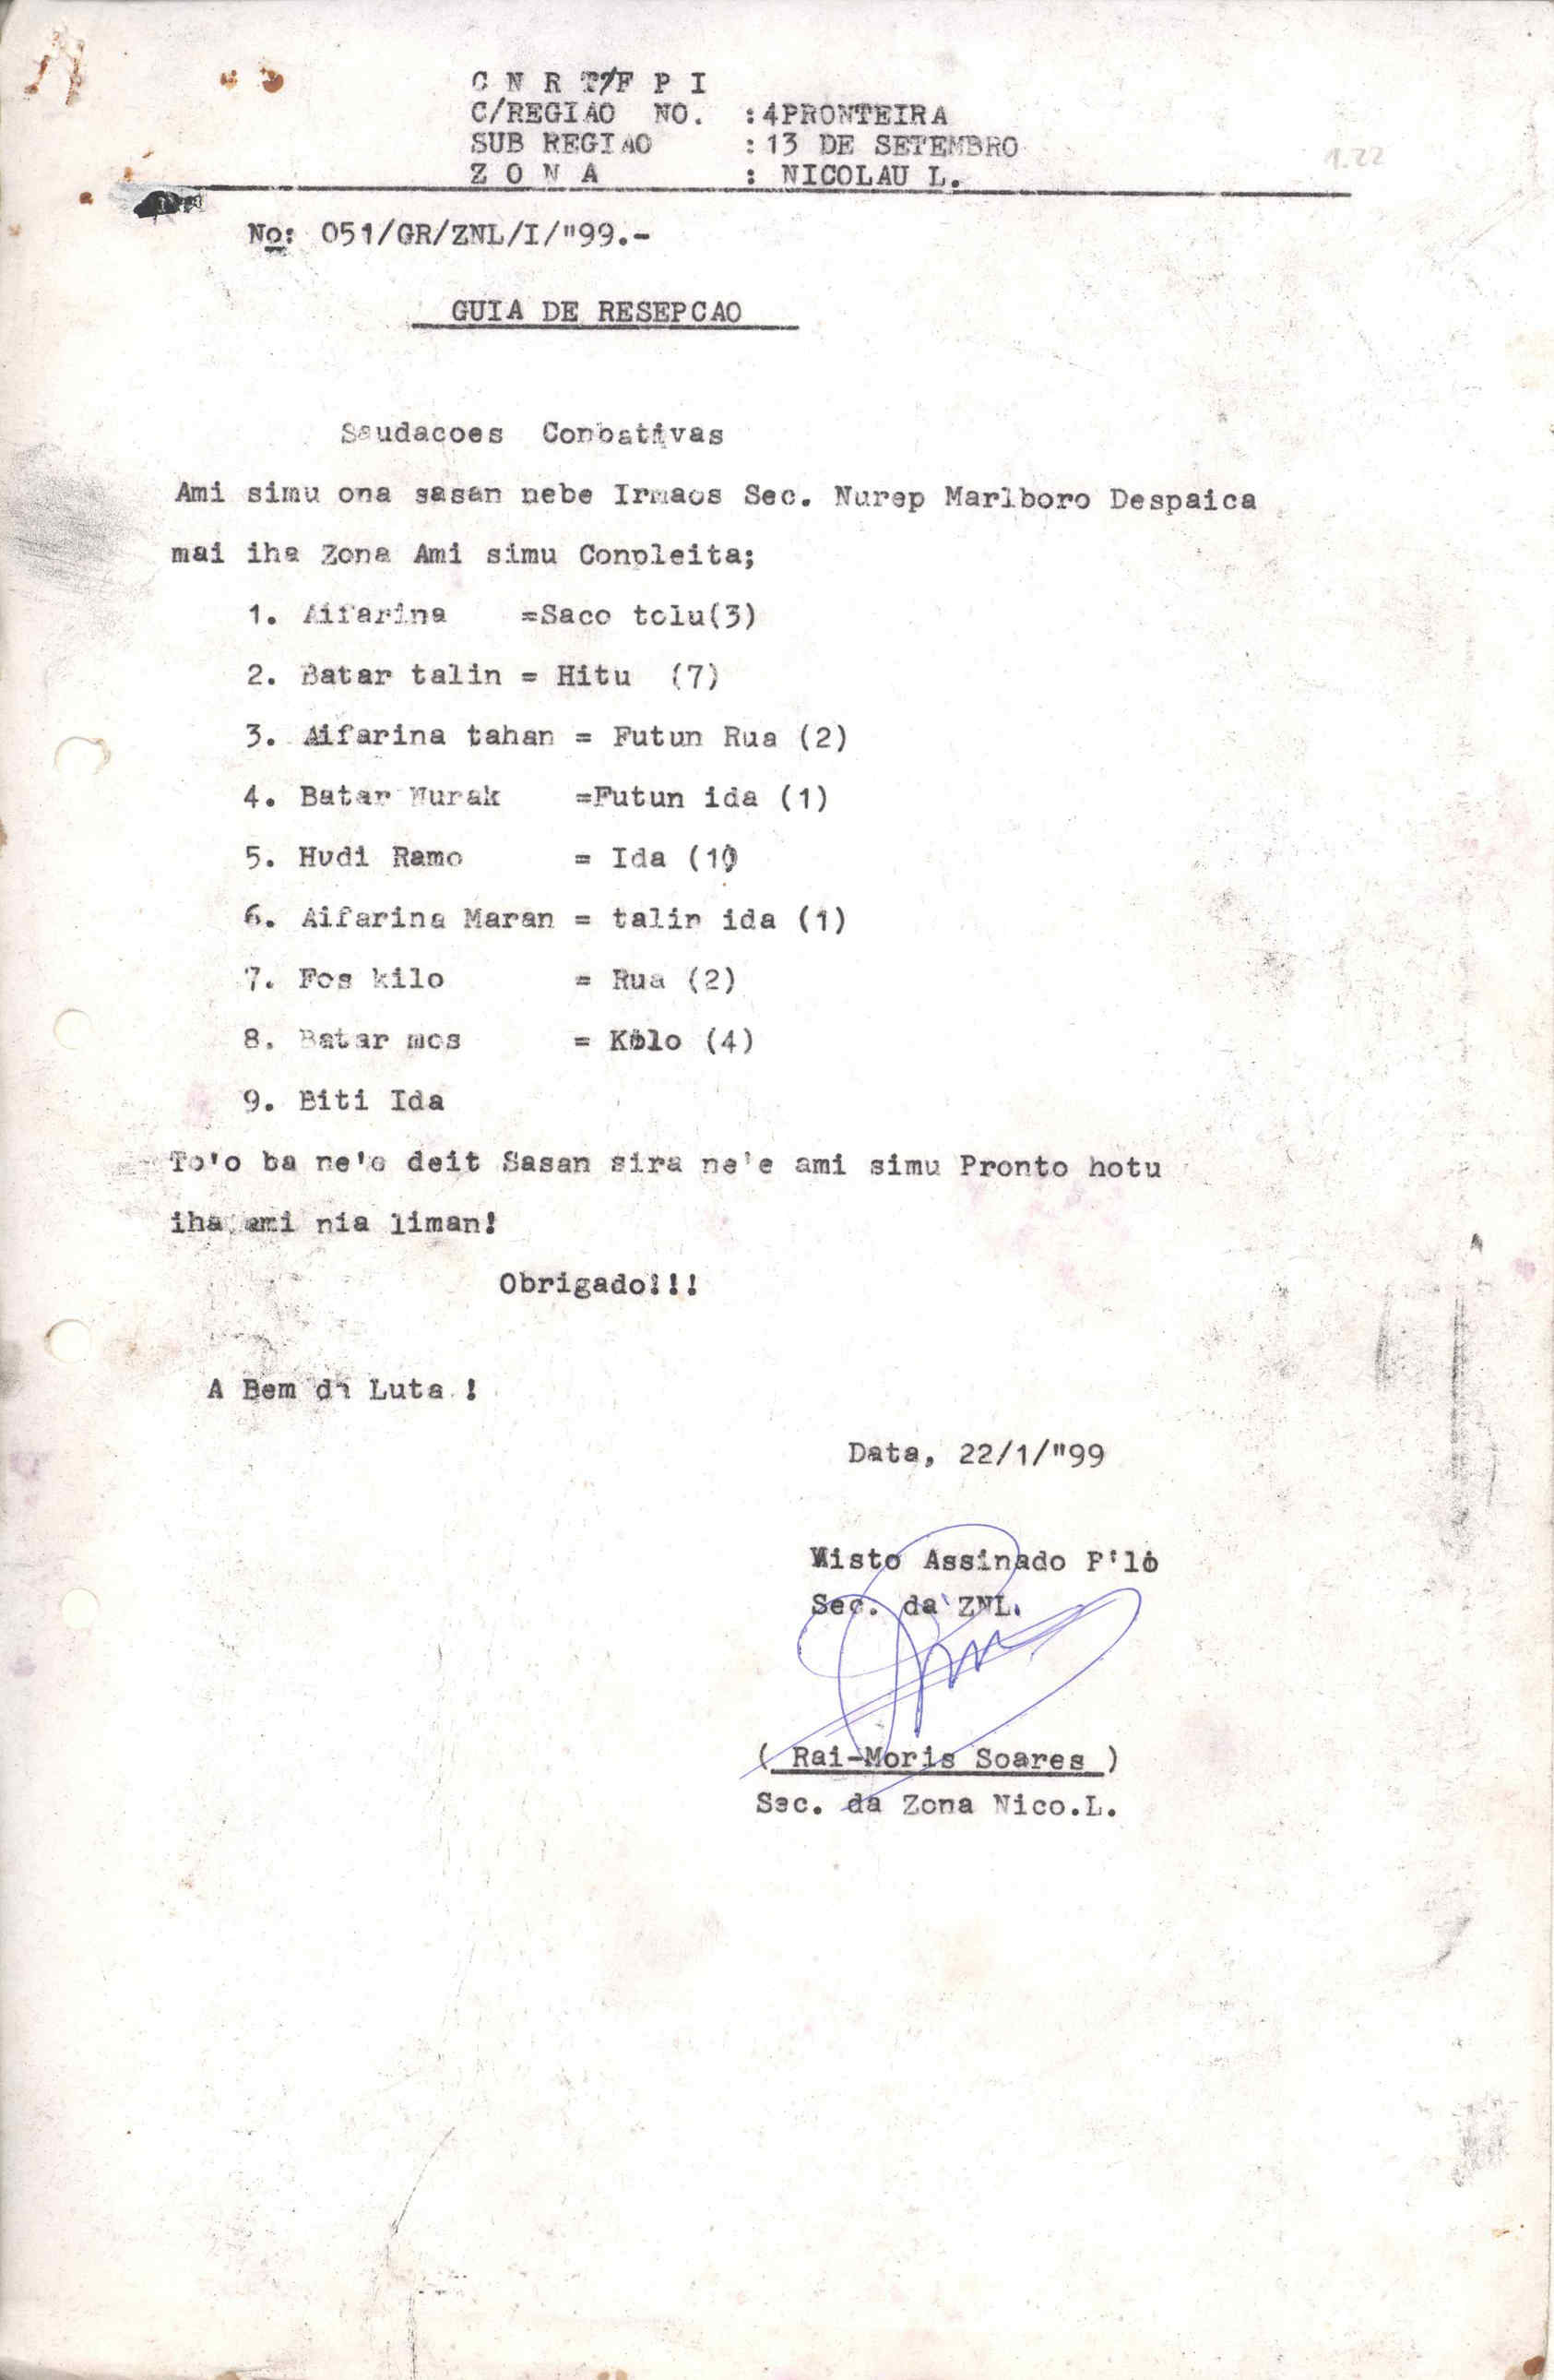 C N R T/F P I
C/REGIAO NO. :4PRONTEIRA
SUB REGIAO : 13 DE SETEMBRO
Z O N A : NICOLAU L.
1.22
No: 051/GR/ZNL/I/"99.-
GUIA DE RESEPCAO
Saudacoes Conbativas
Ami simu ona sasan nebe Irmaos Sec. Nurep Marlboro Despaica
mai iha Zona Ami simu Conpleita;
1. Aifarina =Saco tolu(3)
2. Batar talin = Hitu (7)
3. Aifarina tahan = Futun Rua (2)
4. Batar Murak =Futun ida (1)
5. Hudi Ramo = Ida (1)
6. Aifarina Maran = talin ida (1)
7. Fos kilo = Rua (2)
8. Batar mos = Kilo (4)
9. Biti Ida
To'o ba ne'e deit Sasan sira ne'e ami simu Pronto hotu
iha ami nia liman!
Obrigado!!!
A Bem da Luta !
Data, 22/1/"99
Visto Assinado P'lo
Sec. da ZNL.
( Rai-Moris Soares )
Sec. da Zona Nico.L.